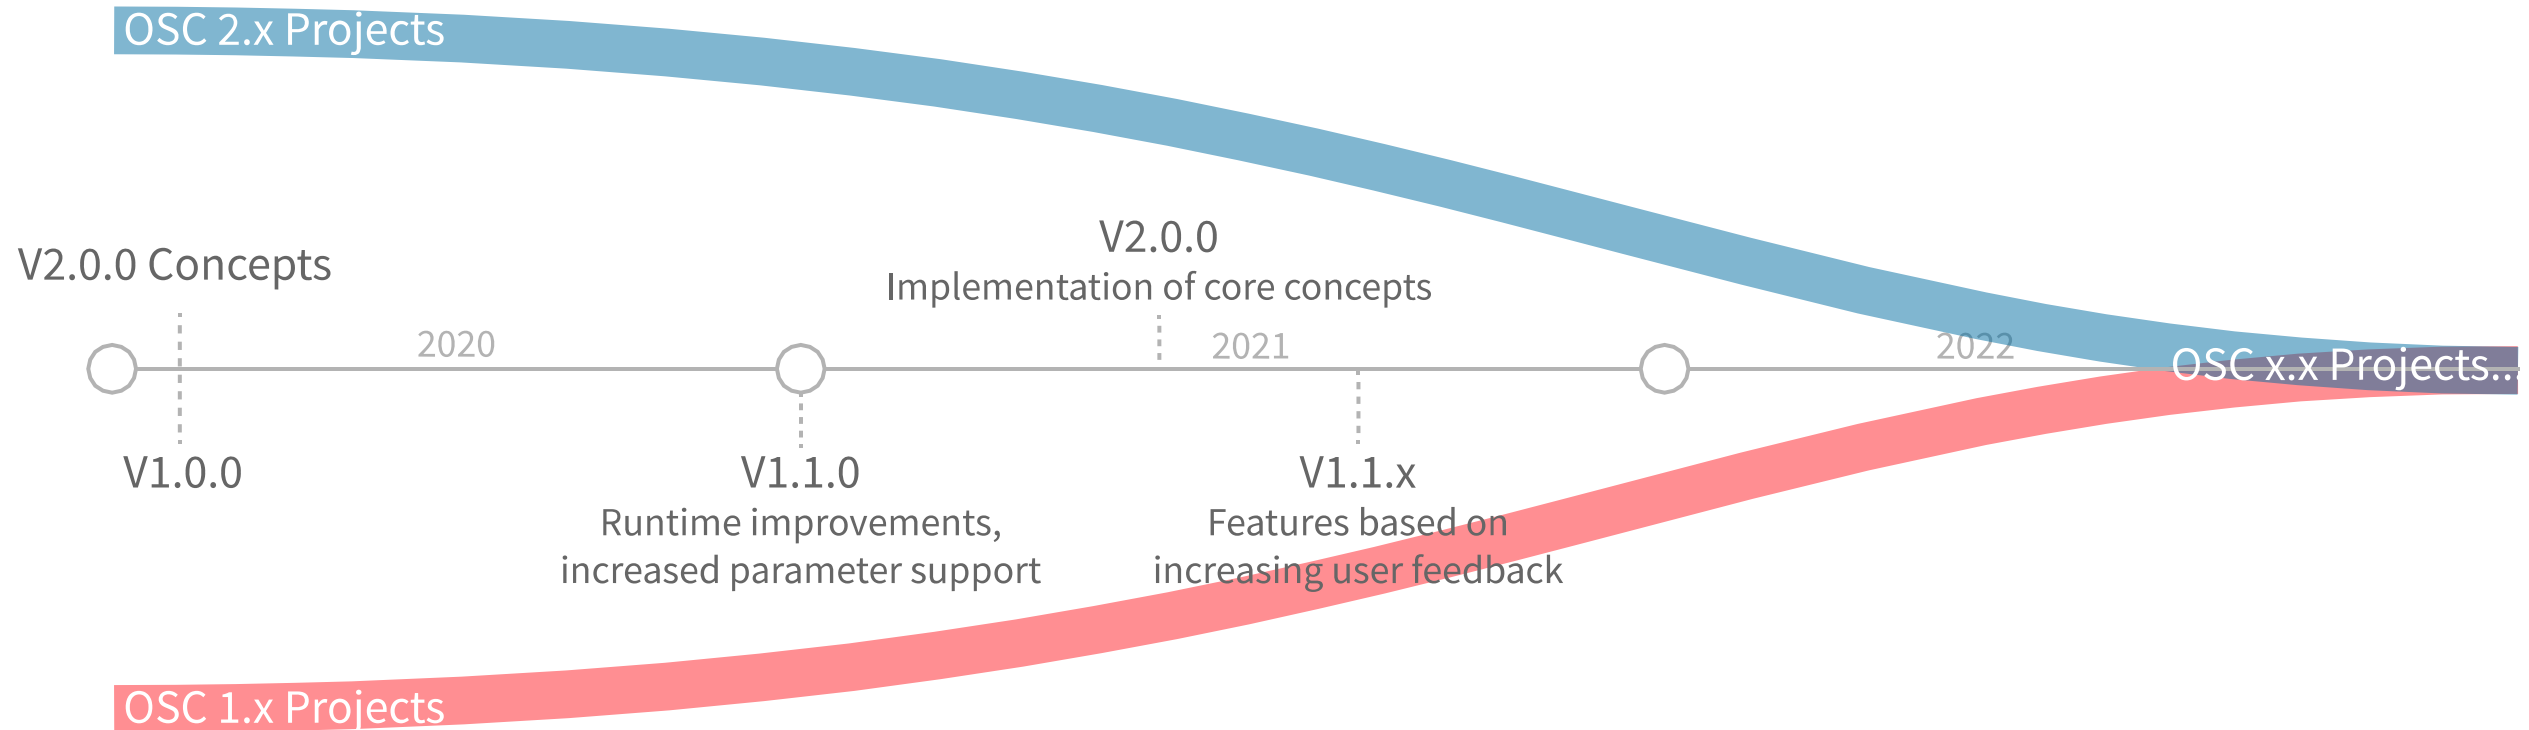 OSC 2.x Projects
V2.0.0
Implementation of core concepts
V2.0.0 Concepts
2020
2021
2022
OSC x.x Projects...
V1.0.0
V1.1.0
Runtime improvements,
increased parameter support
V1.1.x
Features based on
increasing user feedback
OSC 1.x Projects